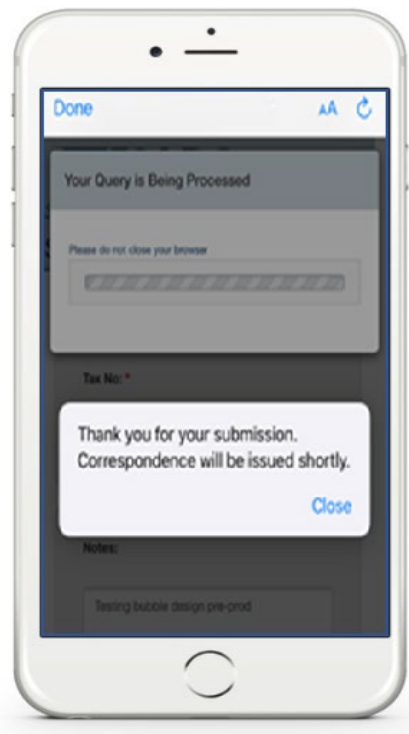 Done AA
Your Query is Being Processed
Please do not close your browser
Tax No: *
Thank you for your submission.
Correspondence will be issued shortly.
Close
Notes:
Testing bubble design pre-prod